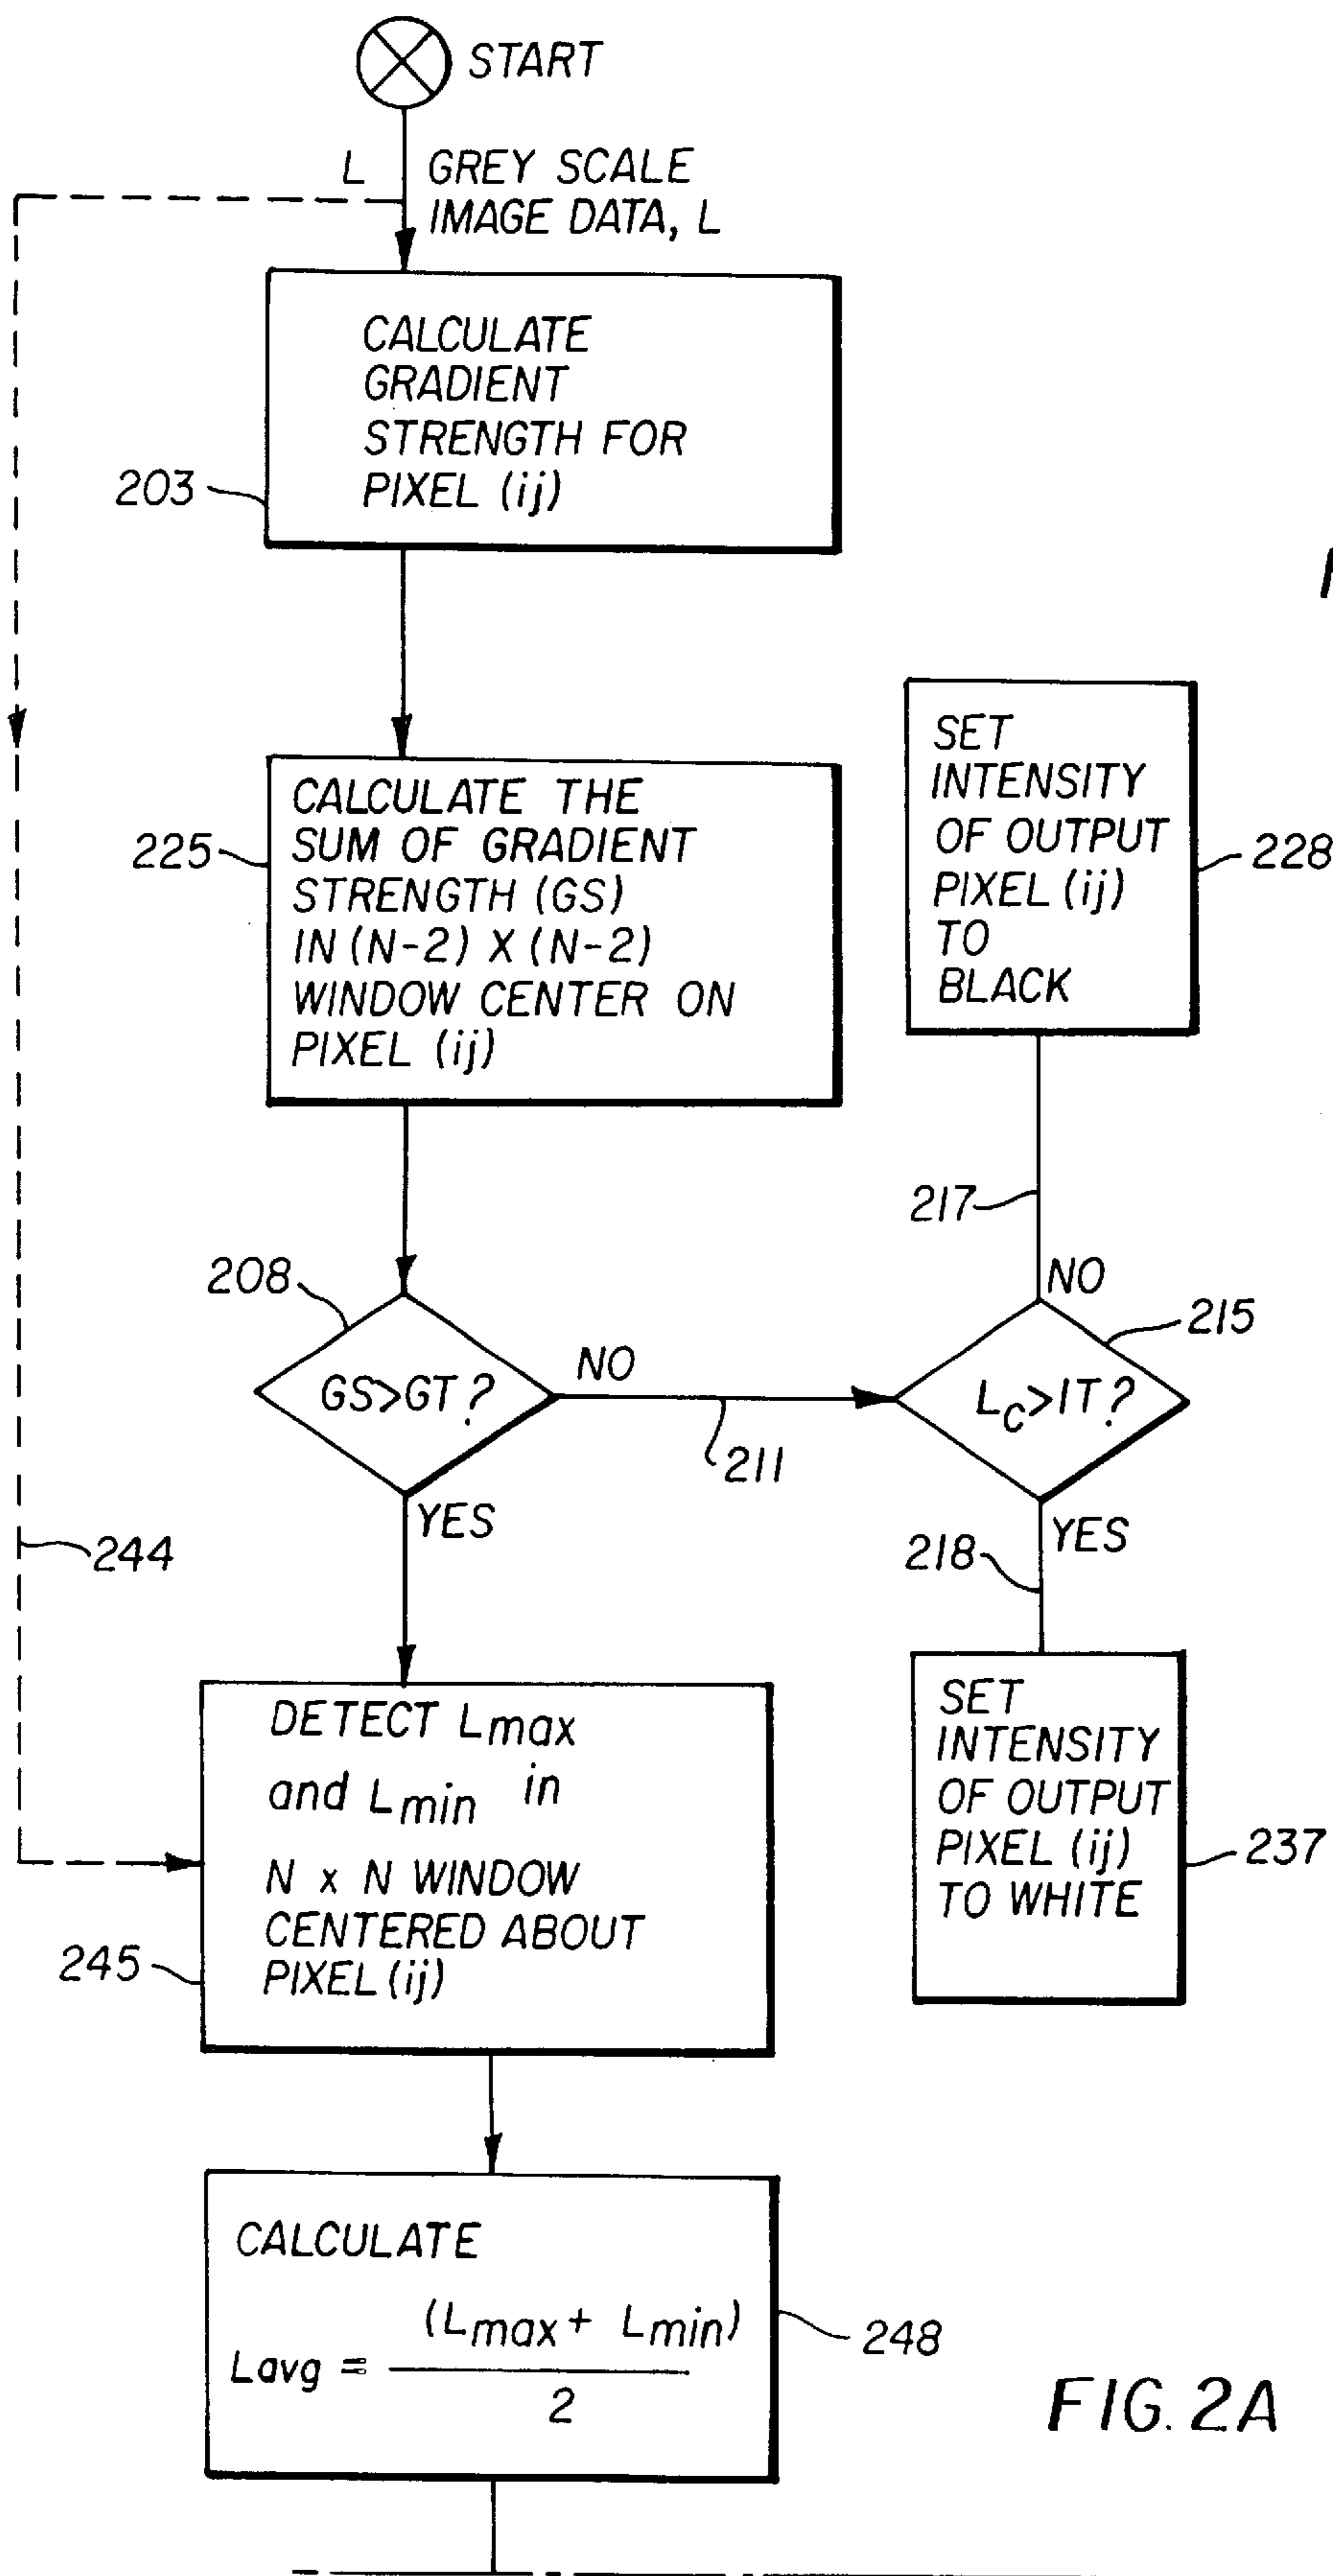 START
L
GREY SCALE
IMAGE DATA, L
CALCULATE
GRADIENT
STRENGTH FOR
PIXEL (ij)
203
CALCULATE THE
SUM OF GRADIENT
STRENGTH (GS)
IN (N-2) X (N-2)
WINDOW CENTER ON
PIXEL (ij)
225
SET
INTENSITY
OF OUTPUT
PIXEL (ij)
TO
BLACK
228
217
NO
208
GS>GT?
NO
211
215
Lc>IT?
YES
YES
218
244
DETECT Lmax
and Lmin in
N x N WINDOW
CENTERED ABOUT
PIXEL(ij)
245
SET
INTENSITY
OF OUTPUT
PIXEL (ij)
TO WHITE
237
CALCULATE
Lavg = (Lmax + Lmin)
2
248
FIG. 2A